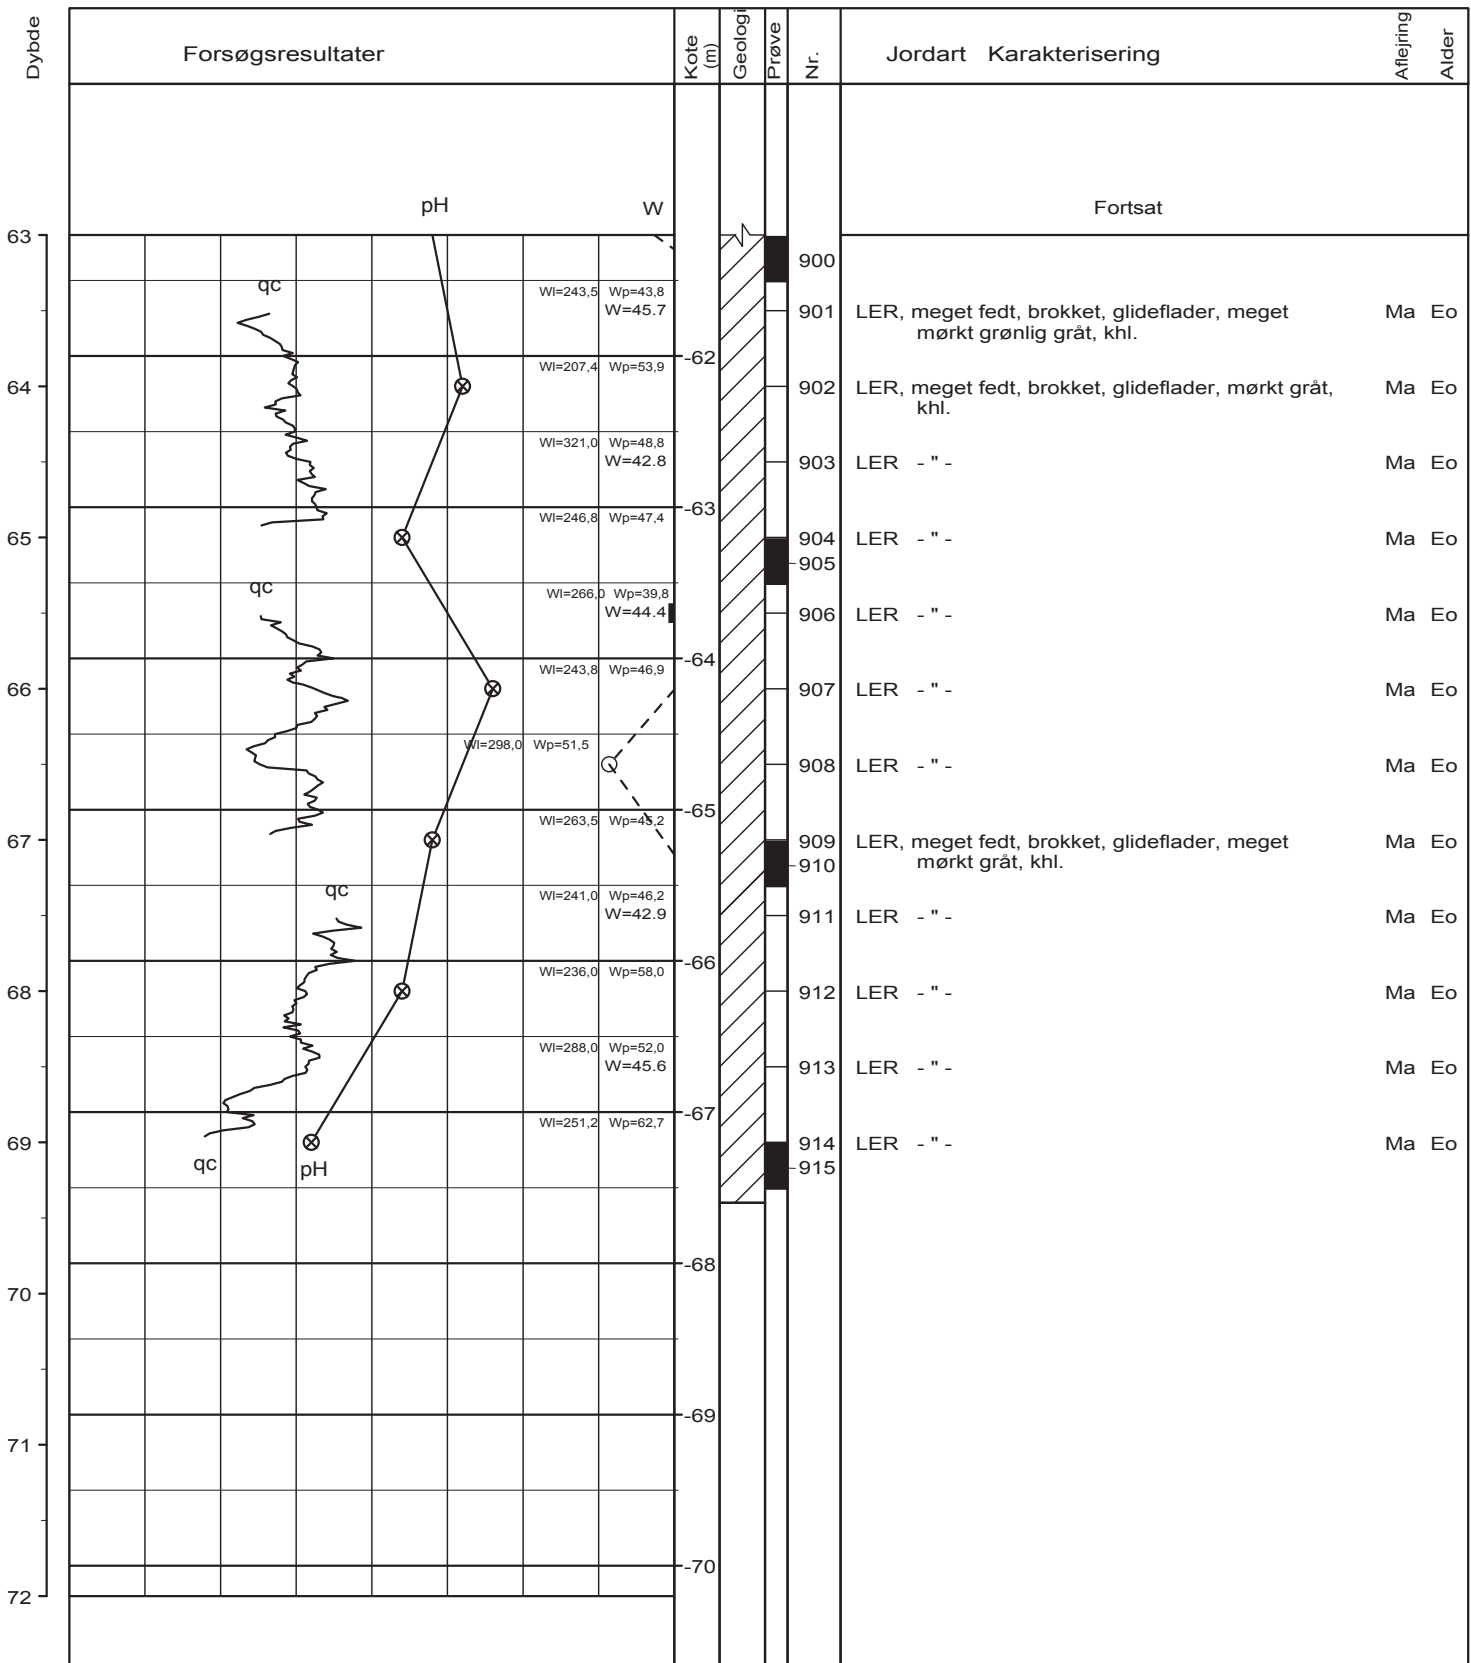 Dybde Forsøgsresultater Kote (m) Geologi Prøve Nr. Jordart Karakterisering Aflejring Alder
pH W Fortsat
63
900
qc
Wl=243,5 Wp=43,8
W=45.7 901 LER, meget fedt, brokket, glideflader, meget Ma Eo
mørkt grønlig gråt, khl.
-62
Wl=207,4 Wp=53,9
64 902 LER, meget fedt, brokket, glideflader, mørkt gråt, Ma Eo
khl.
Wl=321,0 Wp=48,8
W=42.8 903 LER - " - Ma Eo
-63
Wl=246,8 Wp=47,4
65 904 LER - " - Ma Eo
905
qc
Wl=266,0 Wp=39,8
W=44.4 906 LER - " - Ma Eo
-64
Wl=243,8 Wp=46,9
66 907 LER - " - Ma Eo
Wl=298,0 Wp=51,5
908 LER - " - Ma Eo
-65
Wl=263,5 Wp=45,2
67 909 LER, meget fedt, brokket, glideflader, meget Ma Eo
910 mørkt gråt, khl.
qc
Wl=241,0 Wp=46,2
W=42.9 911 LER - " - Ma Eo
-66
Wl=236,0 Wp=58,0
68 912 LER - " - Ma Eo
Wl=288,0 Wp=52,0
W=45.6 913 LER - " - Ma Eo
-67
Wl=251,2 Wp=62,7
69 914 LER - " - Ma Eo
qc pH 915
-68
70
-69
71
-70
72